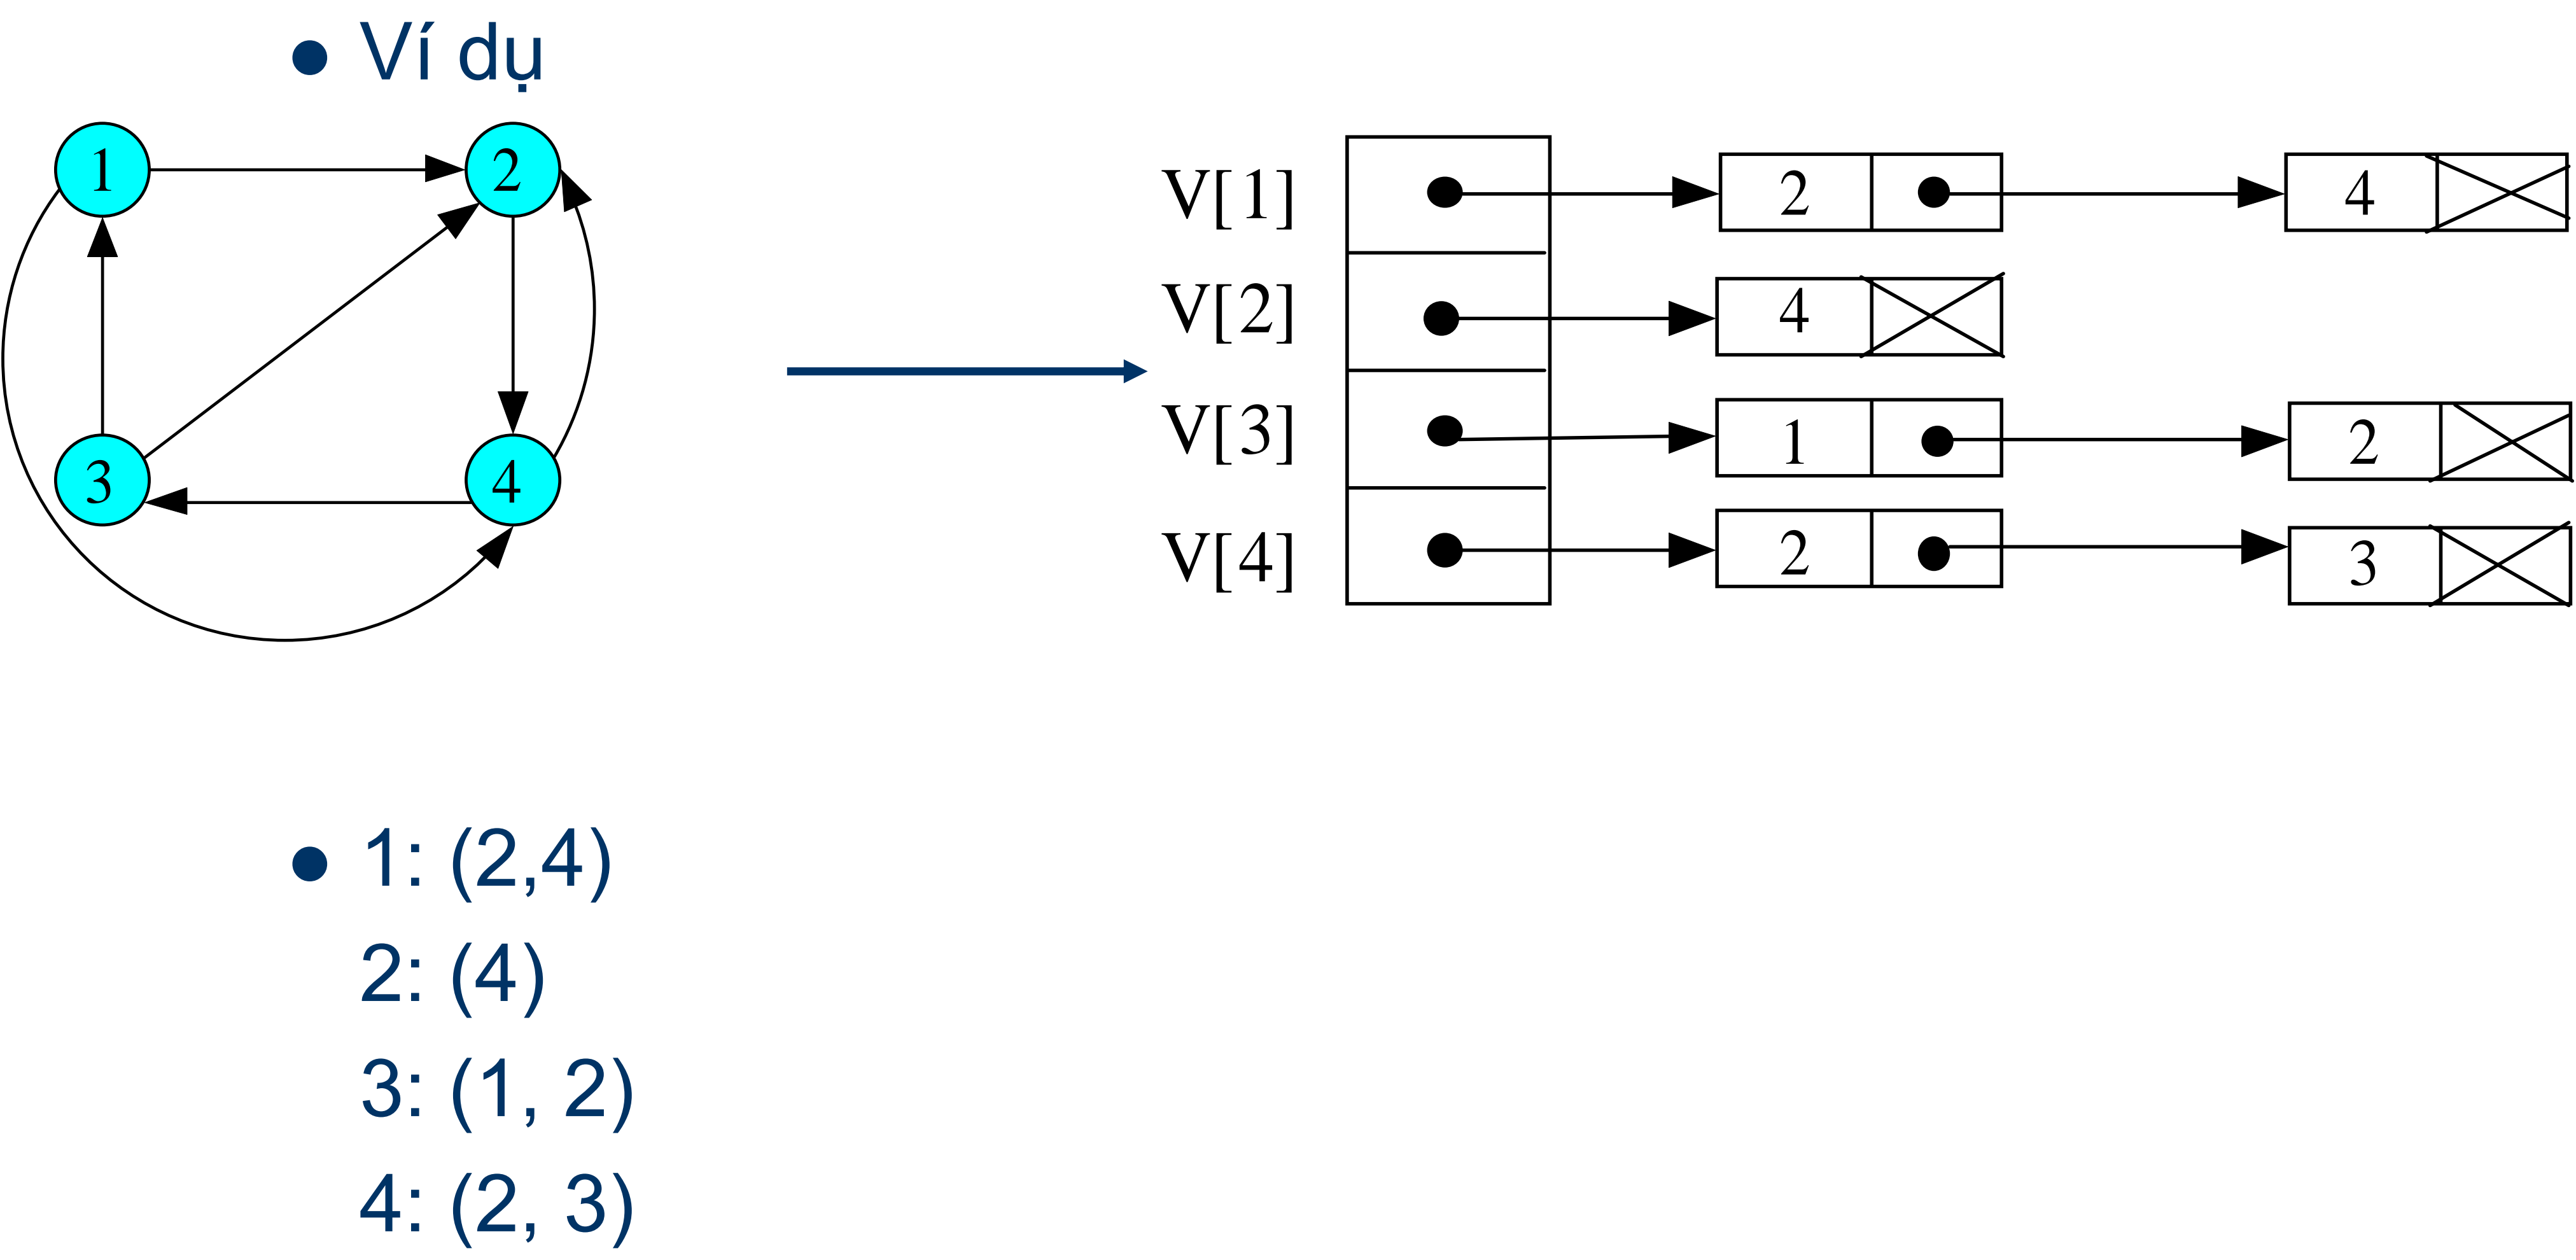 ● Ví dụ
1 2
3 4
V[1] 2 4
V[2] 4
V[3] 1 2
V[4] 2 3
● 1: (2,4)
2: (4)
3: (1, 2)
4: (2, 3)